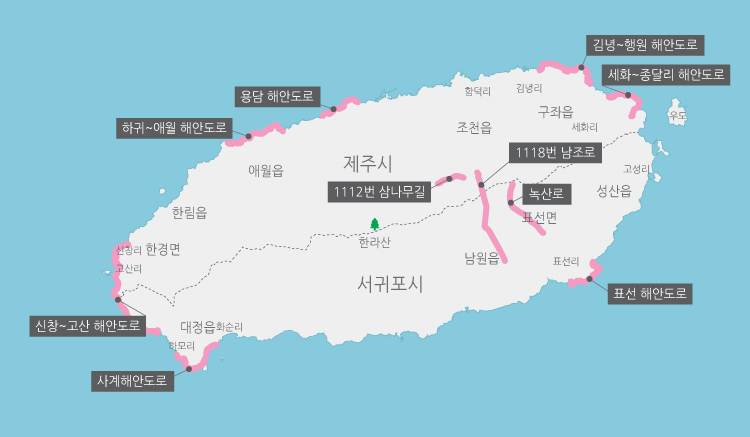 김녕~행원 해안도로
세화~종달리 해안도로
용담 해안도로
함덕리
김녕리
구좌읍
우도
하귀~애월 해안도로
조천읍
세화리
1118번 남조로
제주시
애월읍
고성리
1112번 삼나무길
녹산로
성산읍
한림읍
표선면
한라산
신창리
한경면
남원읍
표선리
고산리
서귀포시
표선 해안도로
신창~고산 해안도로
대정읍
화순리
하모리
사계해안도로